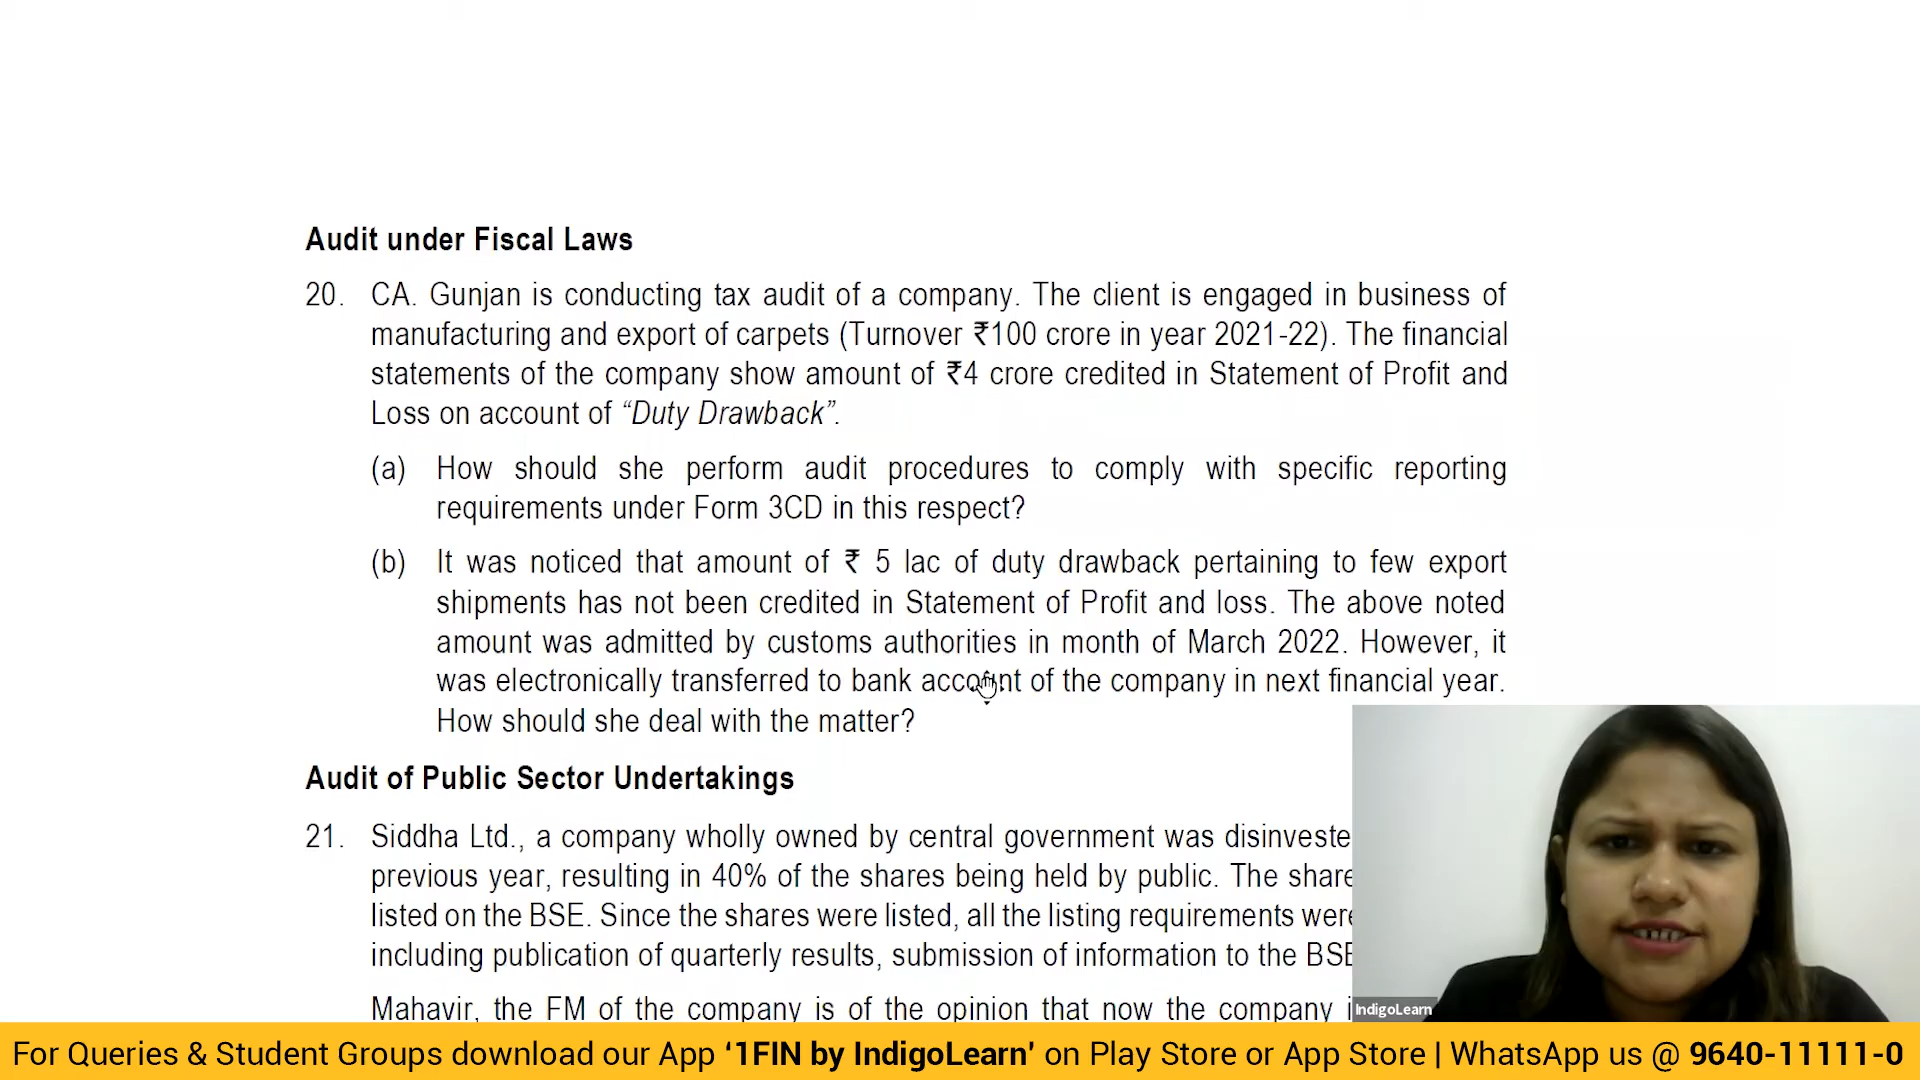 Audit under Fiscal Laws
20. CA. Gunjan is conducting tax audit of a company. The client is engaged in business of
manufacturing and export of carpets (Turnover ₹100 crore in year 2021-22). The financial
statements of the company show amount of ₹4 crore credited in Statement of Profit and
Loss on account of “Duty Drawback”.
(a) How should she perform audit procedures to comply with specific reporting
requirements under Form 3CD in this respect?
(b) It was noticed that amount of ₹ 5 lac of duty drawback pertaining to few export
shipments has not been credited in Statement of Profit and loss. The above noted
amount was admitted by customs authorities in month of March 2022. However, it
was electronically transferred to bank account of the company in next financial year.
How should she deal with the matter?
Audit of Public Sector Undertakings
21. Siddha Ltd., a company wholly owned by central government was disinveste
previous year, resulting in 40% of the shares being held by public. The share
listed on the BSE. Since the shares were listed, all the listing requirements were
including publication of quarterly results, submission of information to the BSE
Mahavir, the FM of the company is of the opinion that now the company i
IndigoLearn
For Queries & Student Groups download our App ‘1FIN by IndigoLearn’ on Play Store or App Store | WhatsApp us @ 9640-11111-0